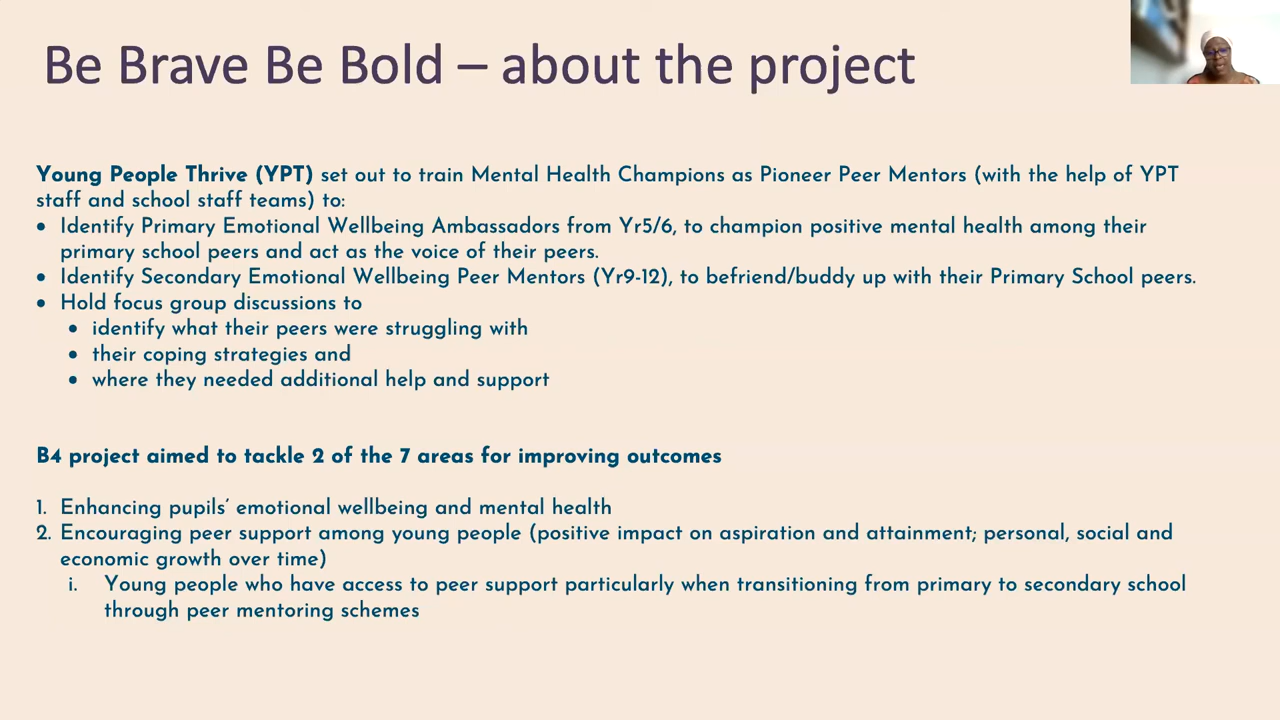 Be Brave Be Bold – about the project
Young People Thrive (YPT) set out to train Mental Health Champions as Pioneer Peer Mentors (with the help of YPT
staff and school staff teams) to:
• Identify Primary Emotional Wellbeing Ambassadors from Yr5/6, to champion positive mental health among their
primary school peers and act as the voice of their peers.
• Identify Secondary Emotional Wellbeing Peer Mentors (Yr9-12), to befriend/buddy up with their Primary School peers.
• Hold focus group discussions to
• identify what their peers were struggling with
• their coping strategies and
• where they needed additional help and support
B4 project aimed to tackle 2 of the 7 areas for improving outcomes
1. Enhancing pupils’ emotional wellbeing and mental health
2. Encouraging peer support among young people (positive impact on aspiration and attainment; personal, social and
economic growth over time)
i. Young people who have access to peer support particularly when transitioning from primary to secondary school
through peer mentoring schemes